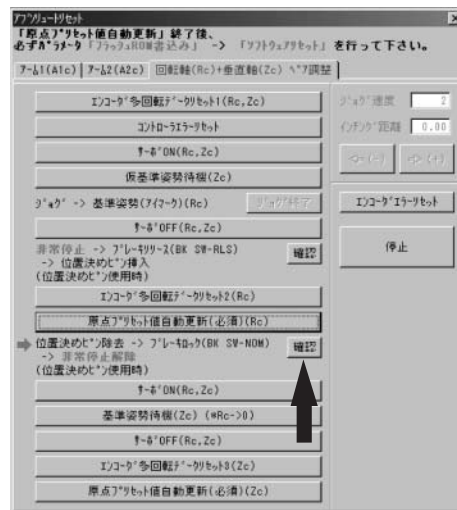 アブソリュートリセット
「原点プリセット値自動更新」終了後、
必ずパラメータ「フラッシュROM書込み」 -> 「ソフトウェアリセット」 を行って下さい。
アーム1(A1c) アーム2(A2c) 回転軸(Rc)+垂直軸(Zc) ペア調整
エンコーダ多回転データリセット1(Rc,Zc)
コントローラエラーリセット
サーボON(Rc,Zc)
仮基準姿勢待機(Zc)
ジョグ -> 基準姿勢(アイマーク)(Rc) ジョグ終了
サーボOFF(Rc,Zc)
非常停止 -> ブレーキリリース(BK SW-RLS)
-> 位置決めピン挿入
(位置決めピン使用時)
確認
エンコーダ多回転データリセット2(Rc)
原点プリセット値自動更新(必須)(Rc)
位置決めピン除去 -> ブレーキロック(BK SW-NOM)
-> 非常停止解除
(位置決めピン使用時)
確認
サーボON(Rc,Zc)
基準姿勢待機(Zc) (*Rc->0)
サーボOFF(Rc,Zc)
エンコーダ多回転データリセット3(Zc)
原点プリセット値自動更新(必須)(Zc)
ジョグ速度 2
インチング距離 0.00
<-(-) ->(+)
エンコーダエラーリセット
停止